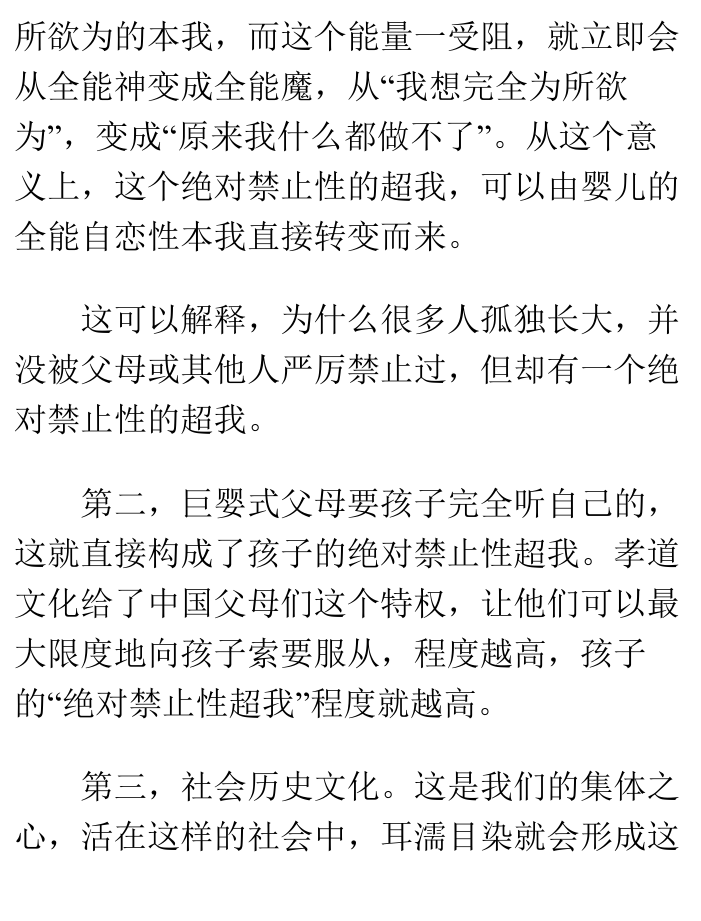 所欲为的本我，而这个能量一受阻，就立即会
从全能神变成全能魔，从“我想完全为所欲
为”，变成“原来我什么都做不了”。从这个意
义上，这个绝对禁止性的超我，可以由婴儿的
全能自恋性本我直接转变而来。
这可以解释，为什么很多人孤独长大，并
没被父母或其他人严厉禁止过，但却有一个绝
对禁止性的超我。
第二，巨婴式父母要孩子完全听自己的，
这就直接构成了孩子的绝对禁止性超我。孝道
文化给了中国父母们这个特权，让他们可以最
大限度地向孩子索要服从，程度越高，孩子
的“绝对禁止性超我”程度就越高。
第三，社会历史文化。这是我们的集体之
心，活在这样的社会中，耳濡目染就会形成这